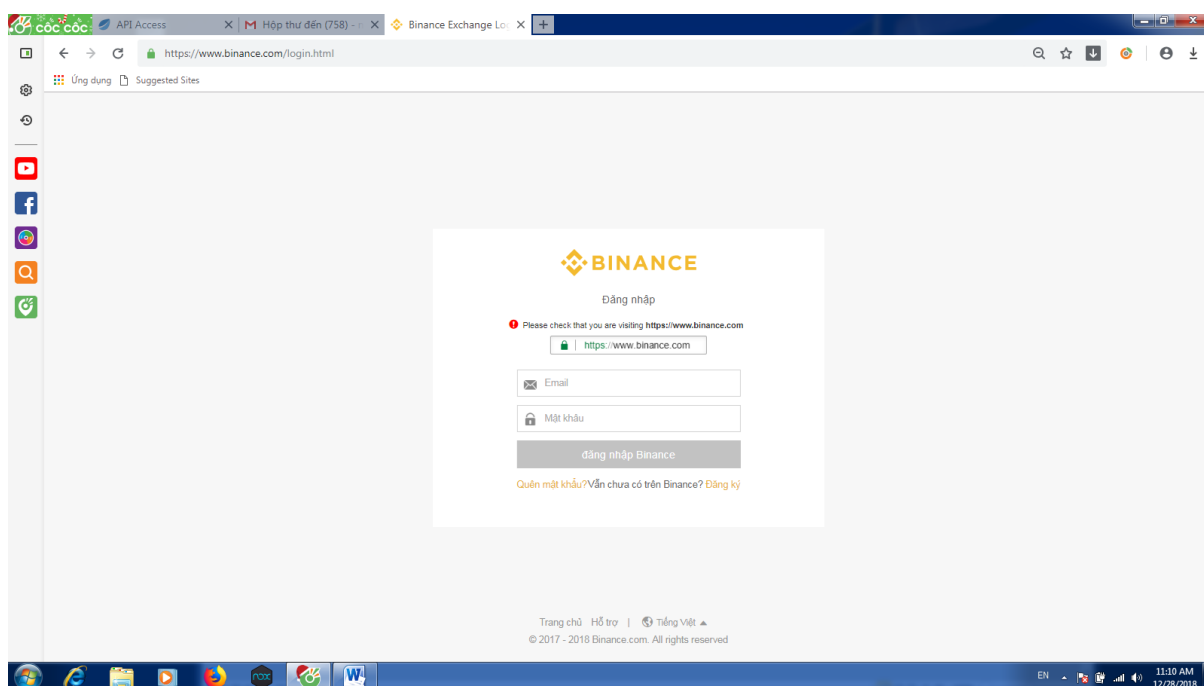 cốc cốc API Access Hộp thư đến (758) - Binance Exchange Lo
https://www.binance.com/login.html
Ứng dụng Suggested Sites
BINANCE
Đăng nhập
Please check that you are visiting https://www.binance.com
https://www.binance.com
Email
Mật khẩu
đăng nhập Binance
Quên mật khẩu?Vẫn chưa có trên Binance? Đăng ký
Trang chủ Hỗ trợ | Tiếng Việt
© 2017 - 2018 Binance.com. All rights reserved
nox W EN 11:10 AM
12/28/2018